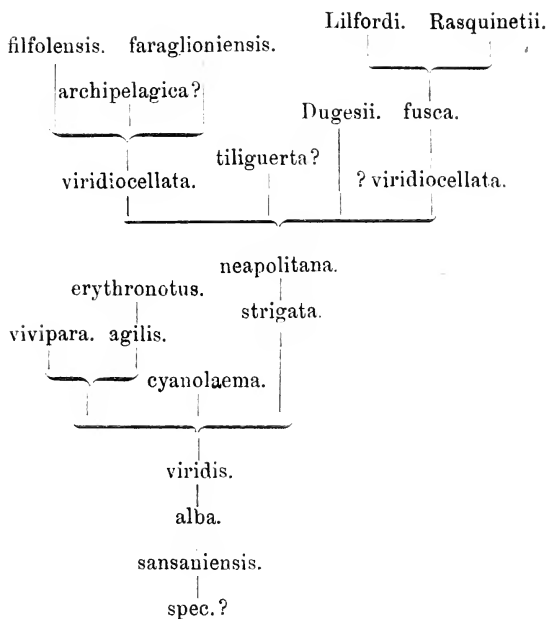 Lilfordi. Rasquinetii.
filfolensis. faraglioniensis.
archipelagica?
Dugesii. fusca.
tiliguerta?
viridiocellata. ? viridiocellata.
neapolitana.
erythronotus.
strigata.
vivipara. agilis.
cyanolaema.
viridis.
alba.
sansaniensis.
spec.?